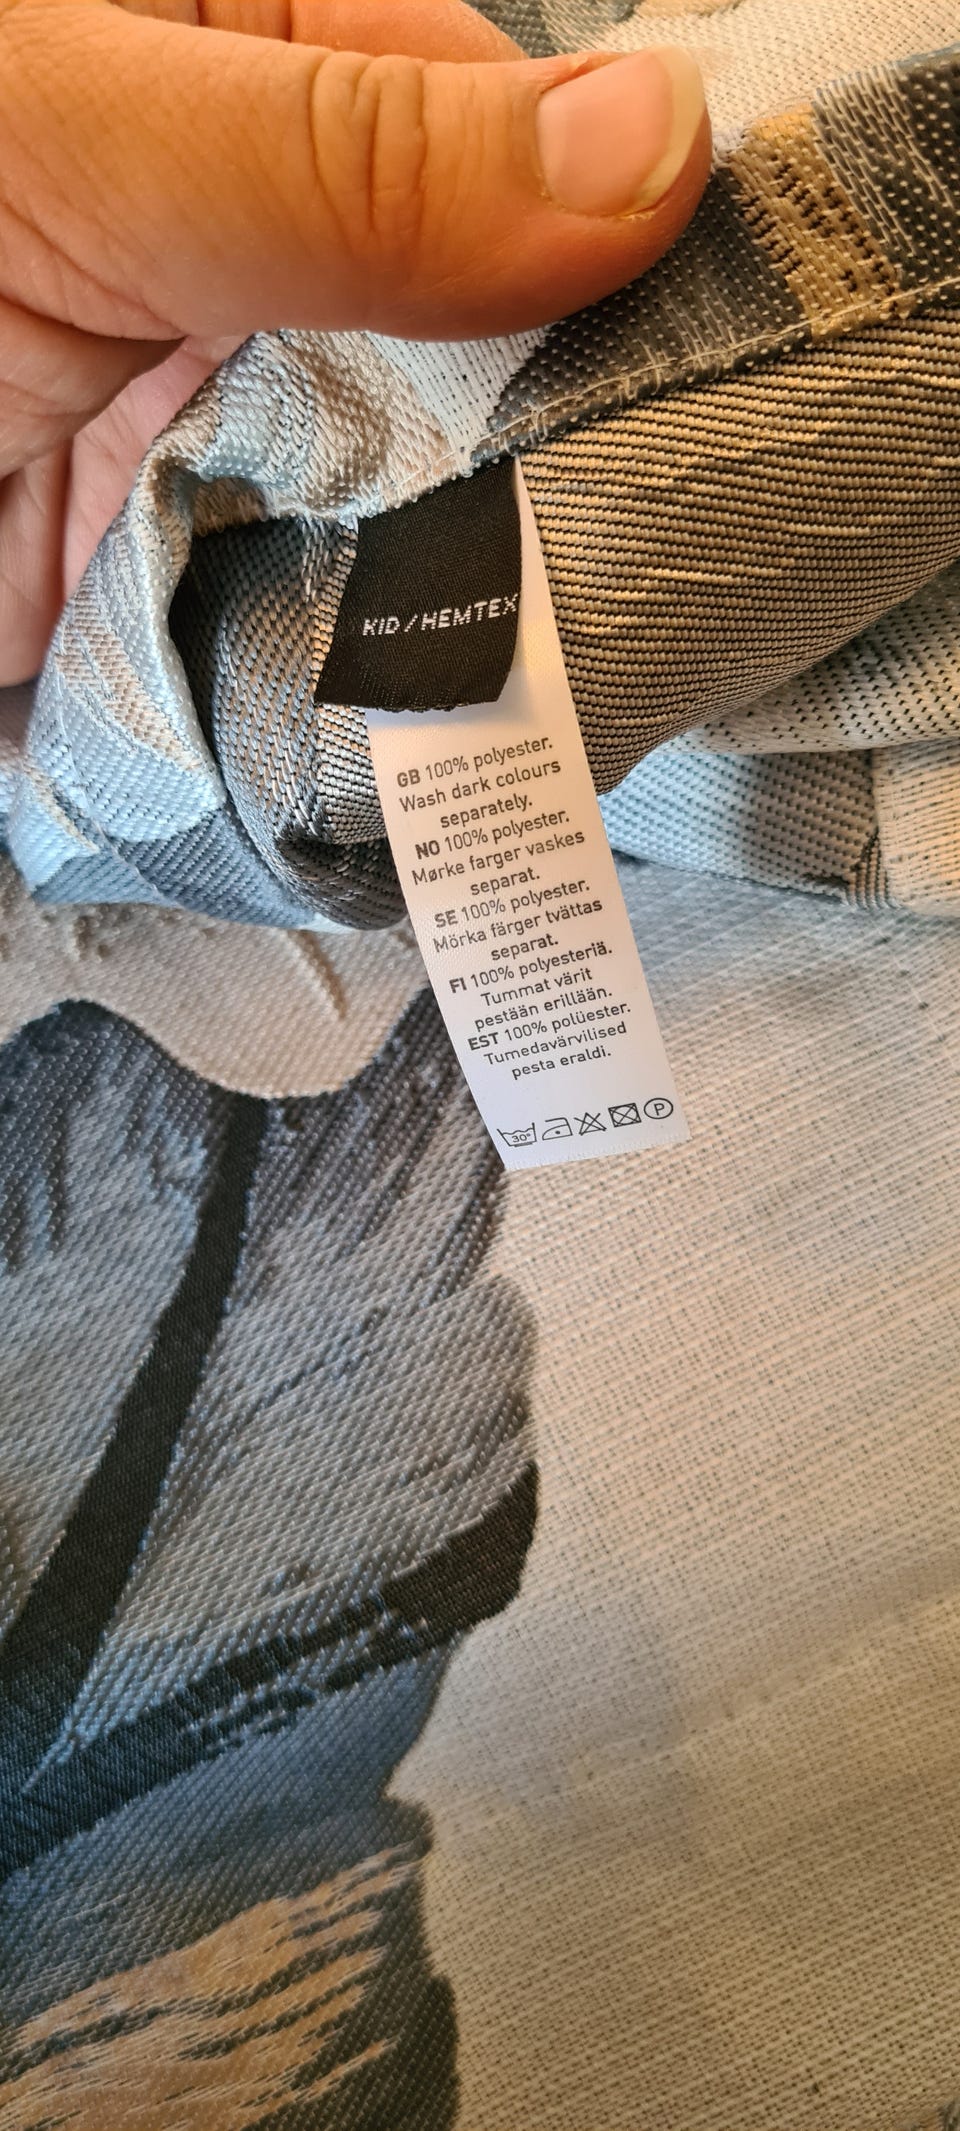 KID/HEMTEX
GB 100% polyester.
Wash dark colours
separately.
NO 100% polyester.
Mørke farger vaskes
separat.
SE 100% polyester.
Mörka färger tvättas
separat.
FI 100% polyesteriä.
Tummat värit
pestään erillään.
EST 100% polüester.
Tumedavärvilised
pesta eraldi.
30° P